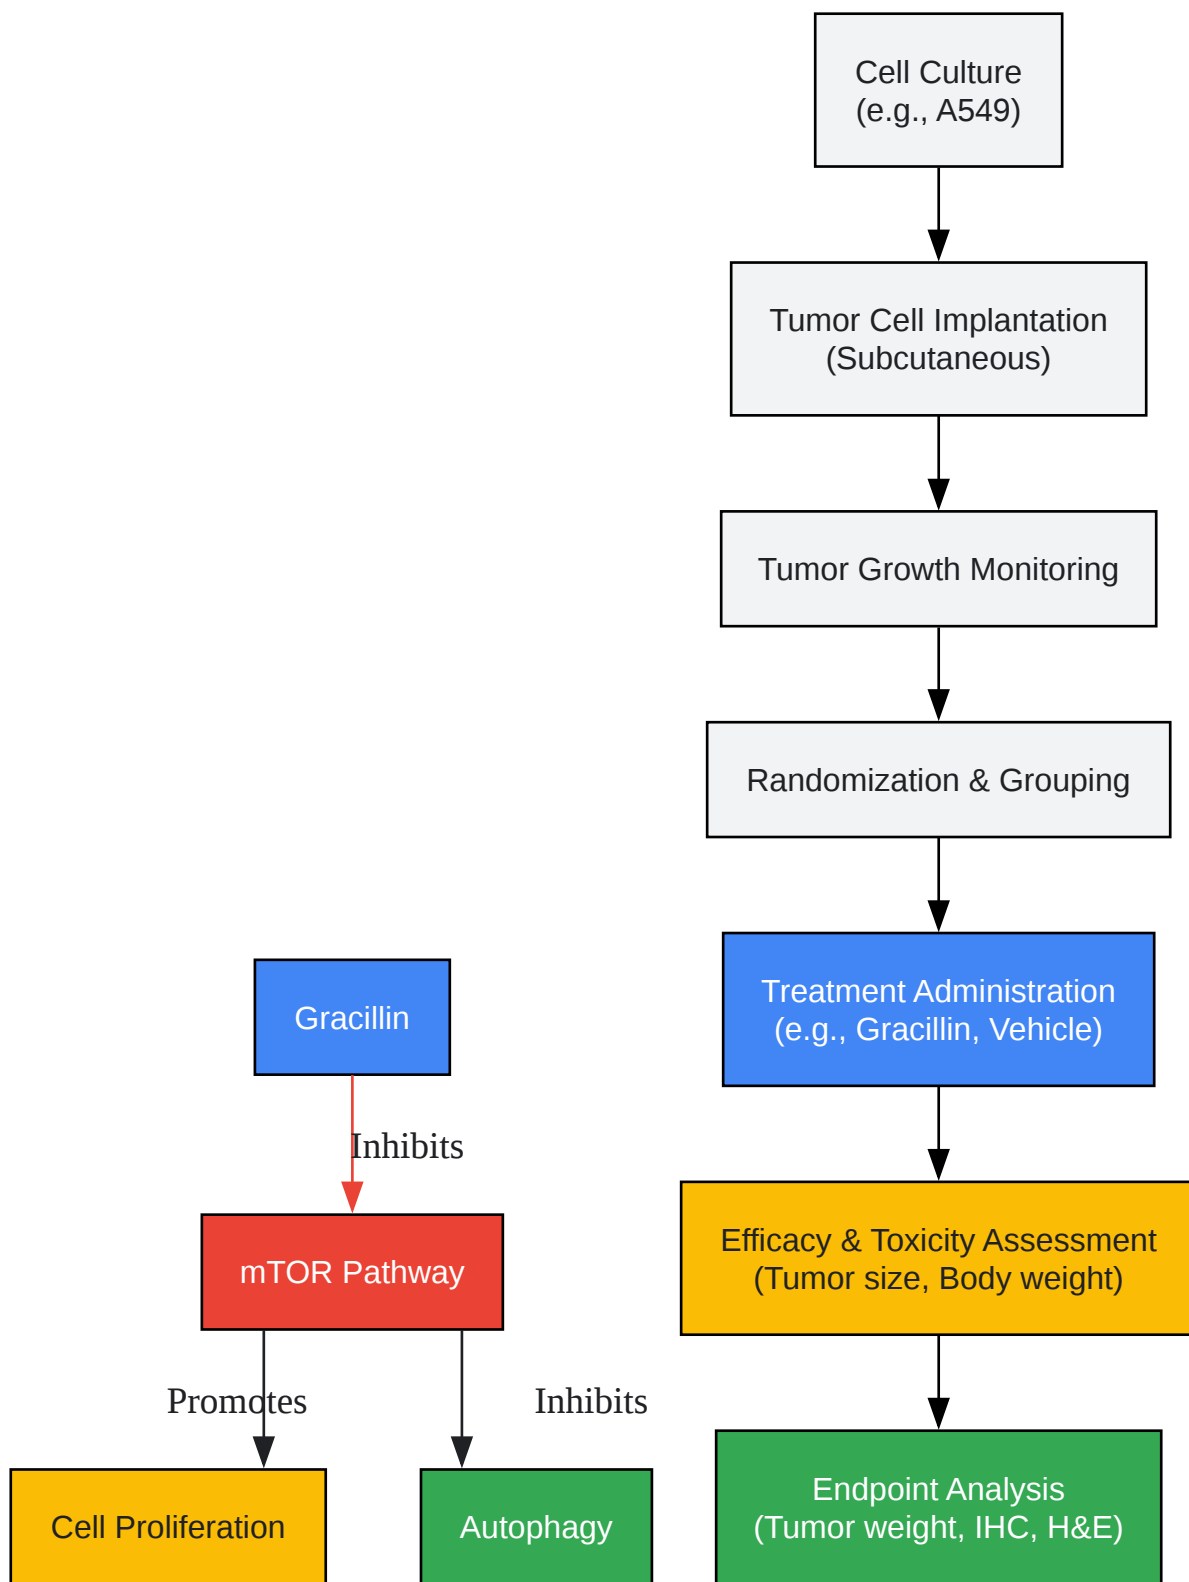 Cell Culture
(e.g., A549)
Tumor Cell Implantation
(Subcutaneous)
Tumor Growth Monitoring
Randomization & Grouping
Treatment Administration
(e.g., Gracillin, Vehicle)
Efficacy & Toxicity Assessment
(Tumor size, Body weight)
Endpoint Analysis
(Tumor weight, IHC, H&E)
Gracillin
Inhibits
mTOR Pathway
Promotes
Inhibits
Cell Proliferation
Autophagy